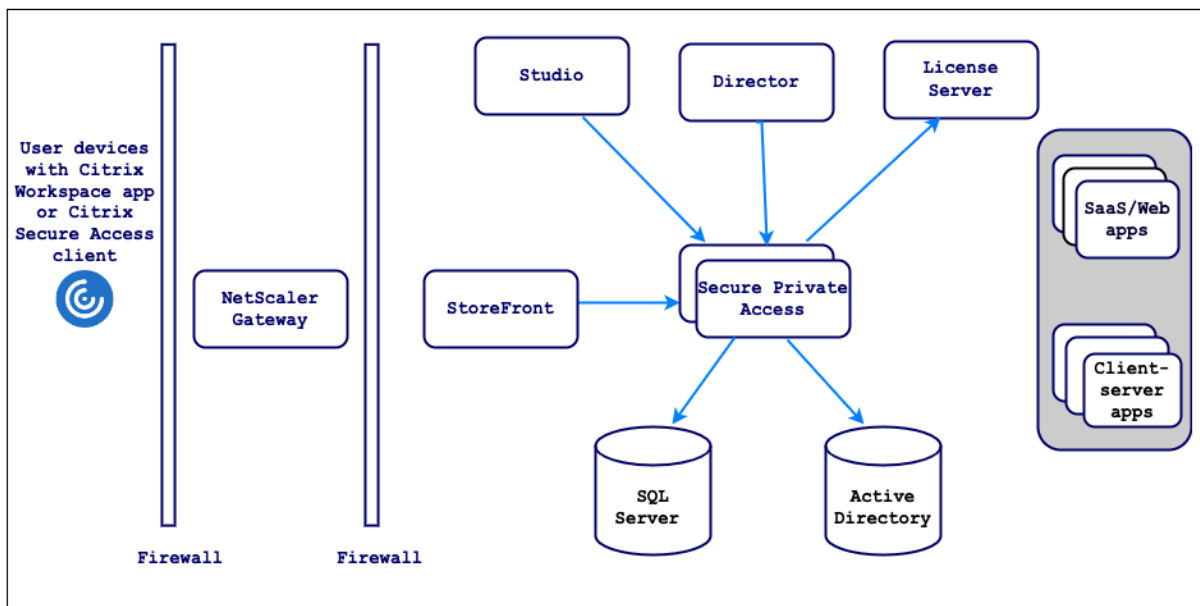 Studio
Director
License
Server
User devices
with Citrix
Workspace app
or Citrix
Secure Access
client
SaaS/Web
apps
NetScaler
Gateway
StoreFront
Secure Private
Access
Client-
server
apps
SQL
Server
Active
Directory
Firewall
Firewall